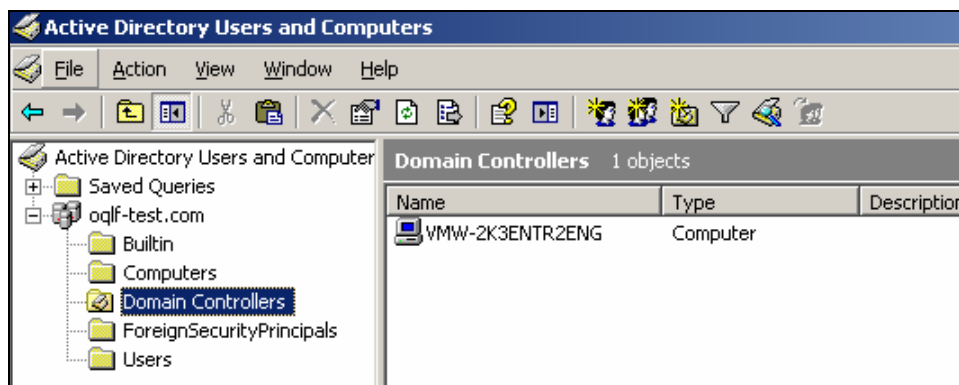 Active Directory Users and Computers
File Action View Window Help
Active Directory Users and Computer
Saved Queries
oqlf-test.com
Builtin
Computers
Domain Controllers
ForeignSecurityPrincipals
Users
Domain Controllers 1 objects
Name Type Description
VMW-2K3ENTR2ENG Computer